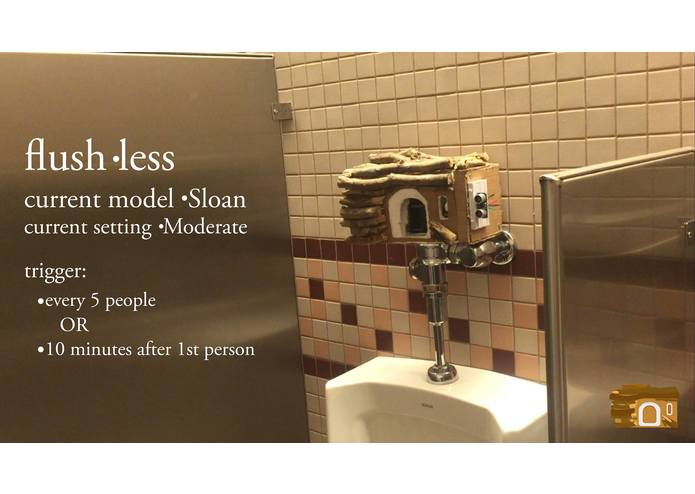 flush•less
current model •Sloan
current setting •Moderate
trigger:
•every 5 people
OR
•10 minutes after 1st person